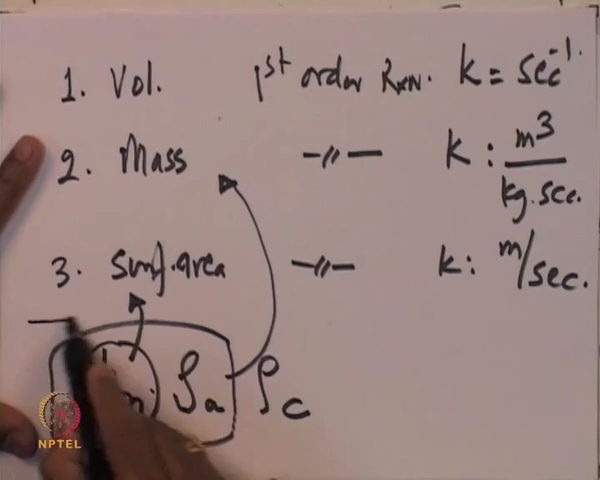 1. Vol. 1st order Rxn. k = sec⁻¹.
2. Mass —〃— k : m³/kg.sec.
3. Surf.area —〃— k: m/sec.
ρa ρc
NPTEL